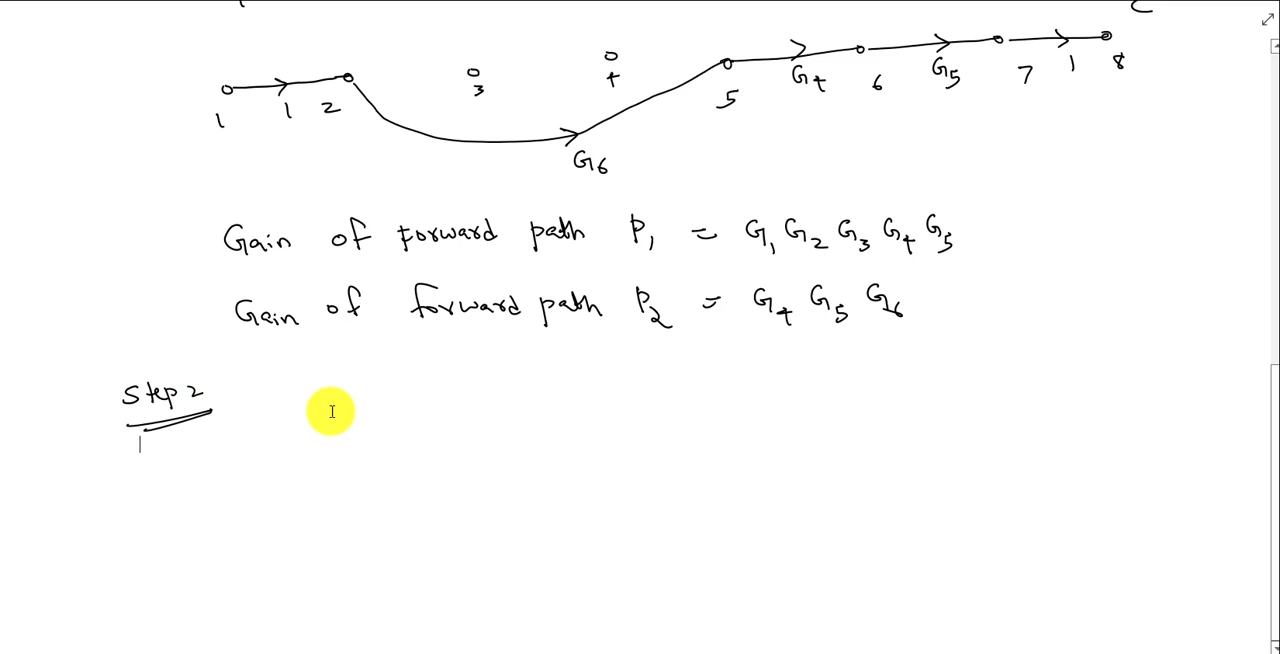 C
3 4 5 G4 6 G5 7 1 8
1 1 2
G6
Gain of forward path P1 = G1 G2 G3 G4 G5
Gain of forward path P2 = G4 G5 G6
Step 2